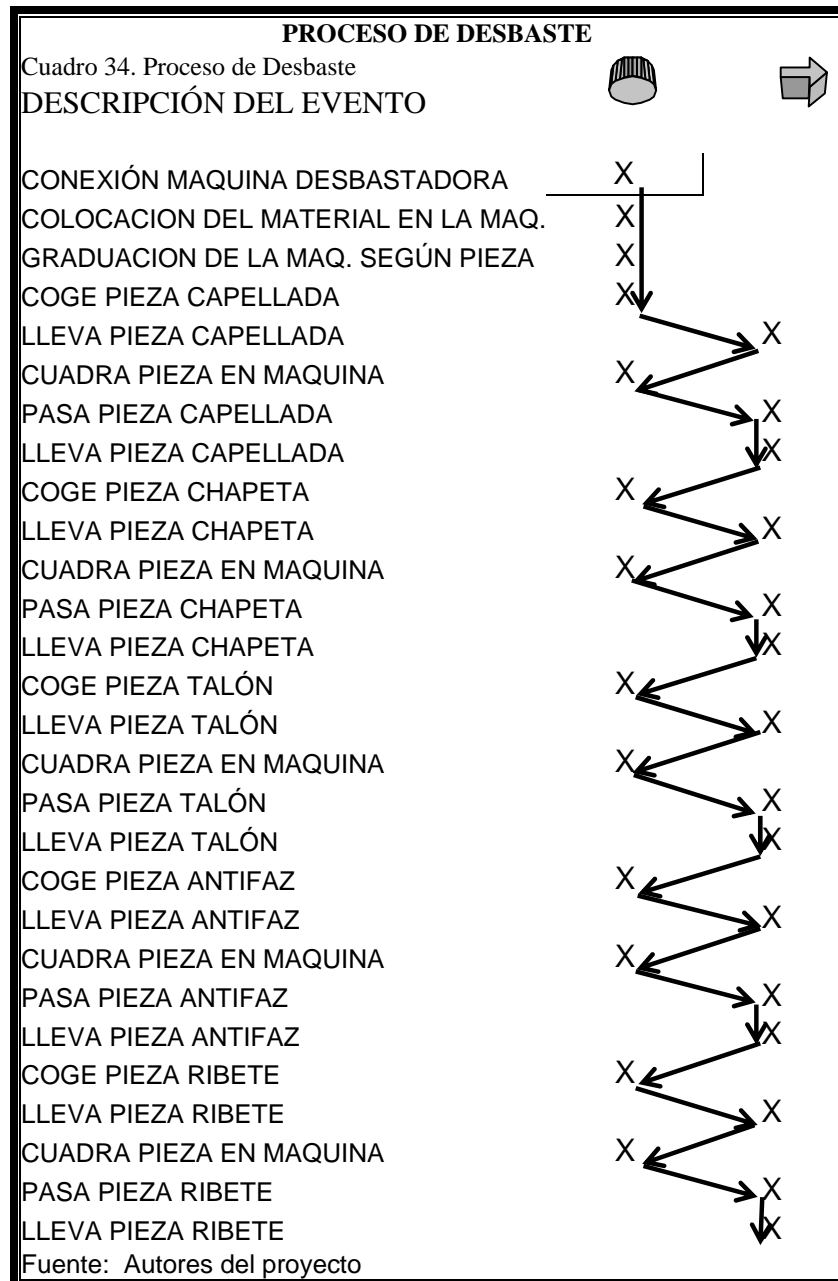 PROCESO DE DESBASTE
Cuadro 34. Proceso de Desbaste
DESCRIPCIÓN DEL EVENTO
CONEXIÓN MAQUINA DESBASTADORA X
COLOCACION DEL MATERIAL EN LA MAQ. X
GRADUACION DE LA MAQ. SEGÚN PIEZA X
COGE PIEZA CAPELLADA X
LLEVA PIEZA CAPELLADA X
CUADRA PIEZA EN MAQUINA X
PASA PIEZA CAPELLADA X
LLEVA PIEZA CAPELLADA X
COGE PIEZA CHAPETA X
LLEVA PIEZA CHAPETA X
CUADRA PIEZA EN MAQUINA X
PASA PIEZA CHAPETA X
LLEVA PIEZA CHAPETA X
COGE PIEZA TALÓN X
LLEVA PIEZA TALÓN X
CUADRA PIEZA EN MAQUINA X
PASA PIEZA TALÓN X
LLEVA PIEZA TALÓN X
COGE PIEZA ANTIFAZ X
LLEVA PIEZA ANTIFAZ X
CUADRA PIEZA EN MAQUINA X
PASA PIEZA ANTIFAZ X
LLEVA PIEZA ANTIFAZ X
COGE PIEZA RIBETE X
LLEVA PIEZA RIBETE X
CUADRA PIEZA EN MAQUINA X
PASA PIEZA RIBETE X
LLEVA PIEZA RIBETE X
Fuente: Autores del proyecto